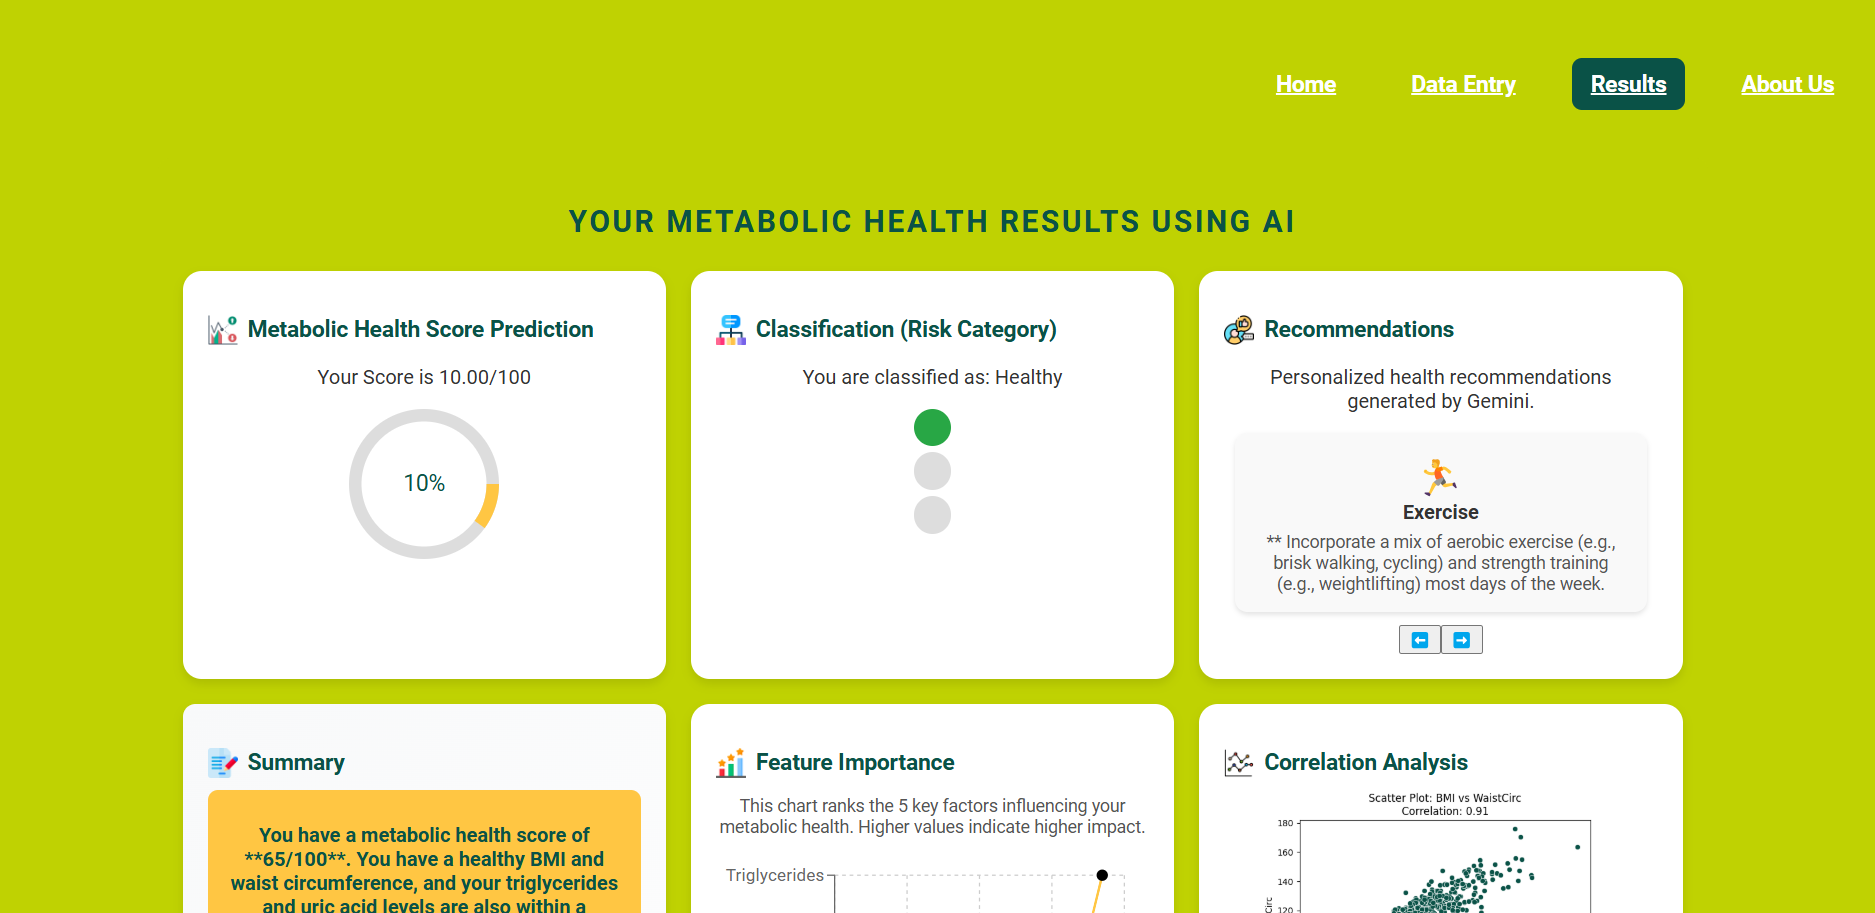 Home
Data Entry
Results
About Us
YOUR METABOLIC HEALTH RESULTS USING AI
Metabolic Health Score Prediction
Your Score is 10.00/100
10%
Classification (Risk Category)
You are classified as: Healthy
Recommendations
Personalized health recommendations
generated by Gemini.
Exercise
** Incorporate a mix of aerobic exercise (e.g.,
brisk walking, cycling) and strength training
(e.g., weightlifting) most days of the week.
Summary
You have a metabolic health score of
**65/100**. You have a healthy BMI and
waist circumference, and your triglycerides
and uric acid levels are also within a
Feature Importance
This chart ranks the 5 key factors influencing your
metabolic health. Higher values indicate higher impact.
Triglycerides
Correlation Analysis
Scatter Plot: BMI vs WaistCirc
Correlation: 0.91
180
160
140
120
Circ